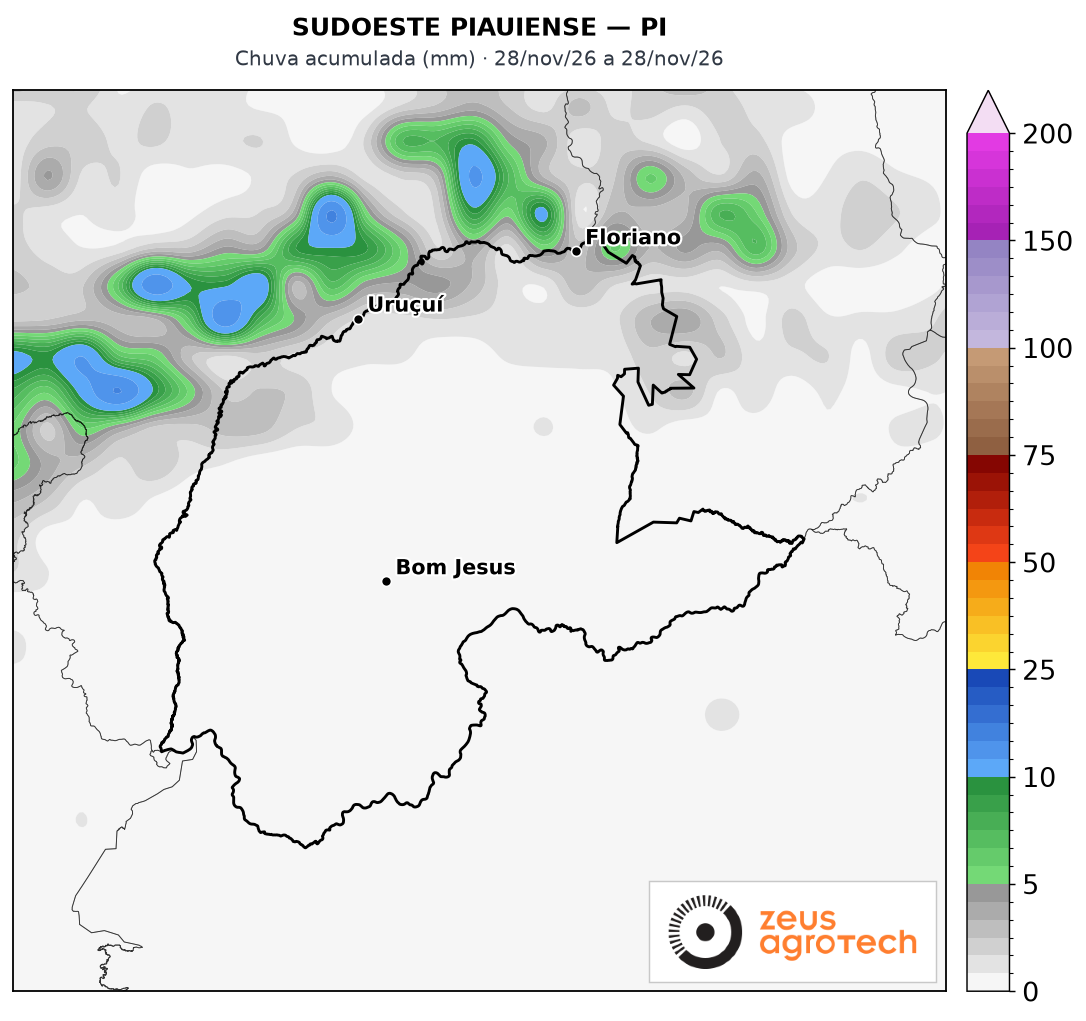 SUDOESTE PIAUIENSE — PI
Chuva acumulada (mm) · 28/nov/26 a 28/nov/26
200
150
100
75
50
25
10
5
0
Floriano
Uruçuí
Bom Jesus
zeus
agrotech